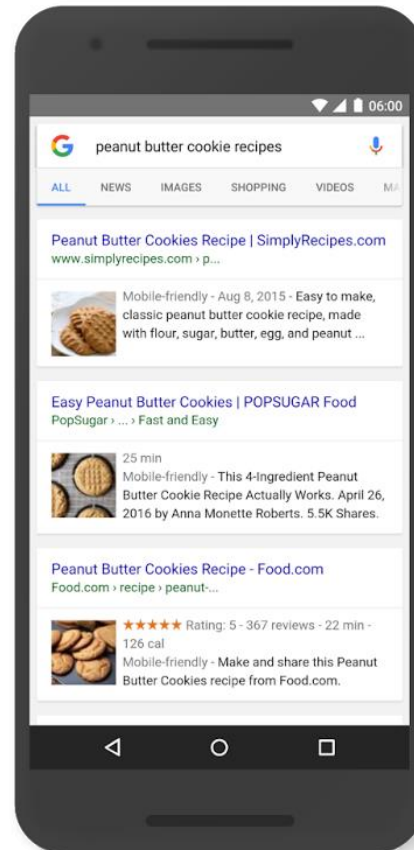 06:00
G peanut butter cookie recipes
ALL NEWS IMAGES SHOPPING VIDEOS MA
Peanut Butter Cookies Recipe | SimplyRecipes.com
www.simplyrecipes.com › p...
Mobile-friendly - Aug 8, 2015 - Easy to make,
classic peanut butter cookie recipe, made
with flour, sugar, butter, egg, and peanut ...
Easy Peanut Butter Cookies | POPSUGAR Food
PopSugar › ... › Fast and Easy
25 min
Mobile-friendly - This 4-Ingredient Peanut
Butter Cookie Recipe Actually Works. April 26,
2016 by Anna Monette Roberts. 5.5K Shares.
Peanut Butter Cookies Recipe - Food.com
Food.com › recipe › peanut-...
★★★★★ Rating: 5 - 367 reviews - 22 min -
126 cal
Mobile-friendly - Make and share this Peanut
Butter Cookies recipe from Food.com.